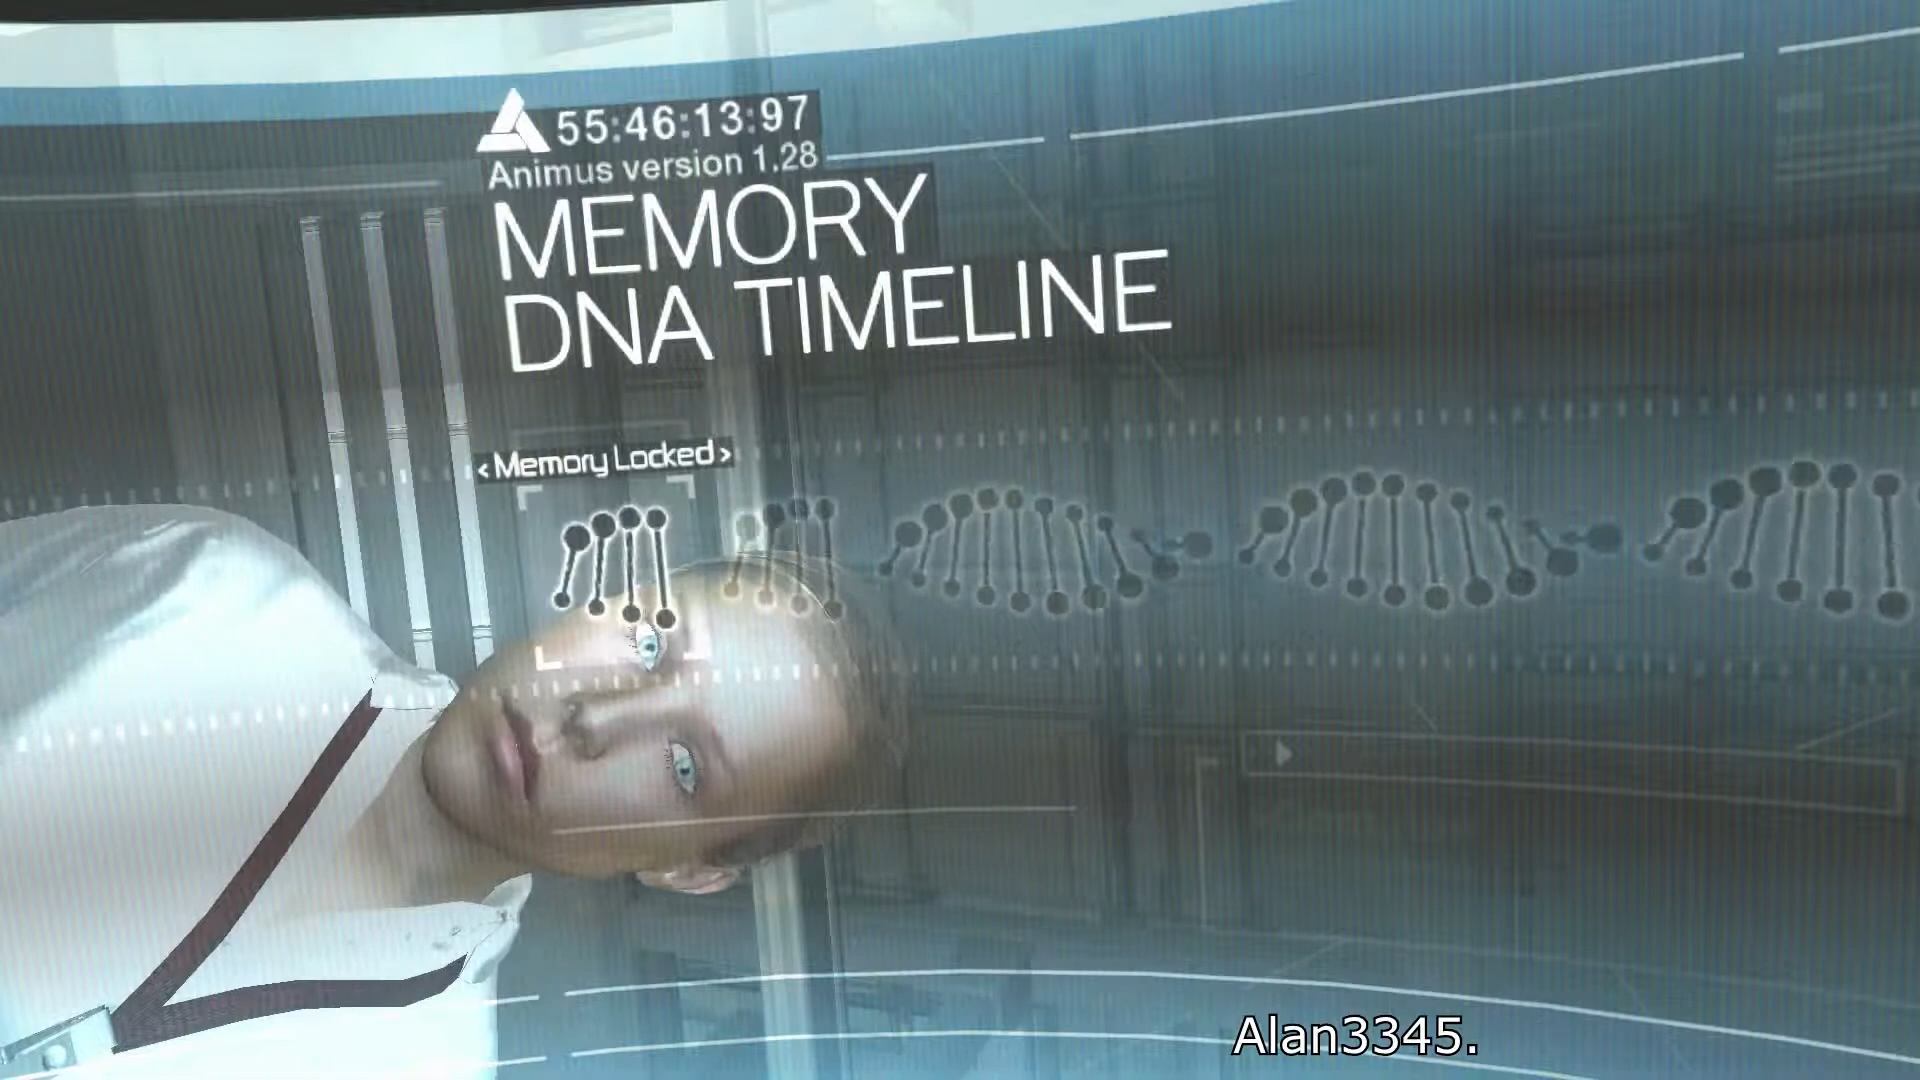 55:46:13:97
Animus version 1.28
MEMORY
DNA TIMELINE
‹Memory Locked›
Alan3345.